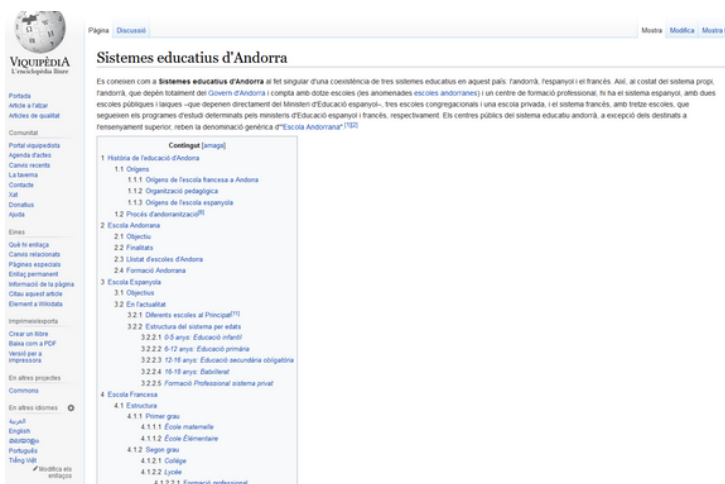 VIQUIPÈDIA
L'enciclopèdia lliure
Portada
Article a l'atzar
Articles de qualitat
Comunitat
Portal viquipedista
Agenda d'actes
Canvis recents
La taverna
Contacte
Xat
Donatius
Ajuda
Eines
Què hi enllaça
Canvis relacionats
Pàgines especials
Enllaç permanent
Informació de la pàgina
Citau aquest article
Element a Wikidata
Imprimeix/exporta
Crear un llibre
Baixa com a PDF
Versió per a
impressora
En altres projectes
Commons
En altres idiomes
العربية
English
മലയാളം
Português
Tiếng Việt
Modifica els
enllaços
Pàgina Discussió
Mostra Modifica Mostra
Sistemes educatius d'Andorra
Es coneixen com a Sistemes educatius d'Andorra al fet singular d'una coexistència de tres sistemes educatius en aquest país: l'andorrà, l'espanyol i el francès. Així, al costat del sistema propi,
l'andorrà, que depèn totalment del Govern d'Andorra i compta amb dotze escoles (les anomenades escoles andorranes) i un centre de formació professional, hi ha el sistema espanyol, amb dues
escoles públiques i laiques –que depenen directament del Ministeri d'Educació espanyol–, tres escoles congregacionals i una escola privada, i el sistema francès, amb tretze escoles, que
segueixen els programes d'estudi determinats pels ministeris d'Educació espanyol i francès, respectivament. Els centres públics del sistema educatiu andorrà, a excepció dels destinats a
l'ensenyament superior, reben la denominació genèrica d'"Escola Andorrana".[1][2]
Contingut [amaga]
1 Història de l'educació d'Andorra
1.1 Orígens
1.1.1 Orígens de l'escola francesa a Andorra
1.1.2 Organització pedagògica
1.1.3 Orígens de l'escola espanyola
1.2 Procés d'andorranització[6]
2 Escola Andorrana
2.1 Objectiu
2.2 Finalitats
2.3 Llistat d'escoles d'Andorra
2.4 Formació Andorrana
3 Escola Espanyola
3.1 Objectius
3.2 En l'actualitat
3.2.1 Diferents escoles al Principat[11]
3.2.2 Estructura del sistema per edats
3.2.2.1 0-5 anys: Educació infantil
3.2.2.2 6-12 anys: Educació primària
3.2.2.3 12-16 anys: Educació secundària obligatòria
3.2.2.4 16-18 anys: Batxillerat
3.2.2.5 Formació Professional sistema privat
4 Escola Francesa
4.1 Estructura
4.1.1 Primer grau
4.1.1.1 École maternelle
4.1.1.2 École Élémentaire
4.1.2 Segon grau
4.1.2.1 Collège
4.1.2.2 Lycée
4.1.2.2.1 Formació professional